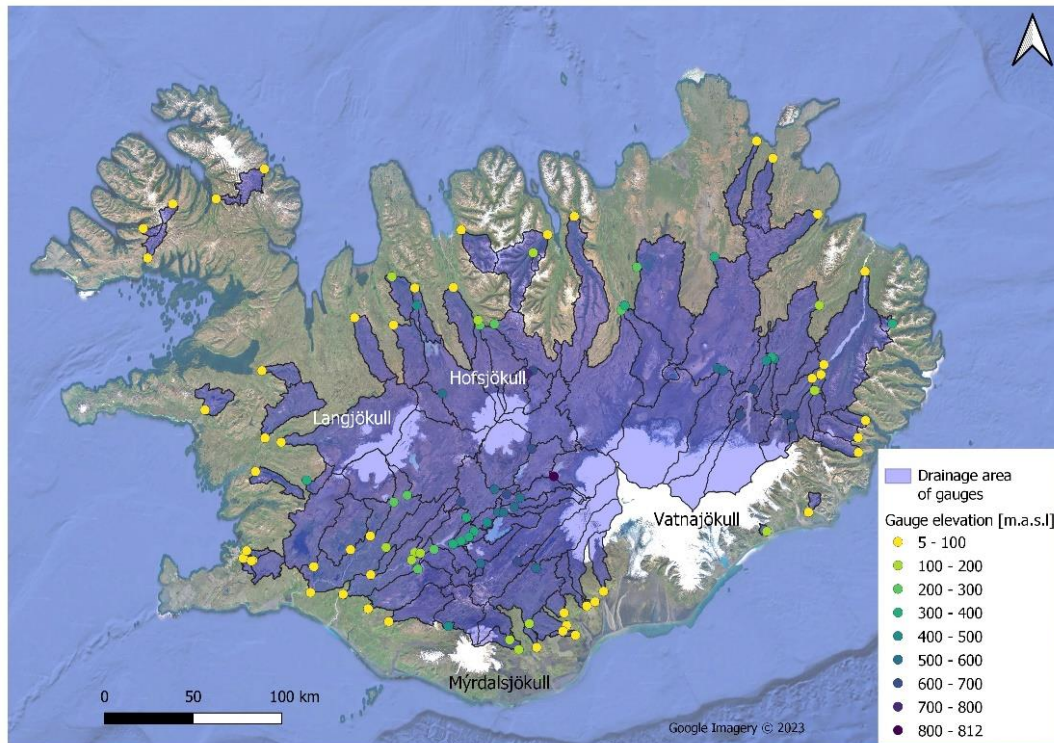 Hofsjökull
Langjökull
Vatnajökull
Mýrdalsjökull
0 50 100 km
Google Imagery © 2023
Drainage area
of gauges
Gauge elevation [m.a.s.l]
5 - 100
100 - 200
200 - 300
300 - 400
400 - 500
500 - 600
600 - 700
700 - 800
800 - 812